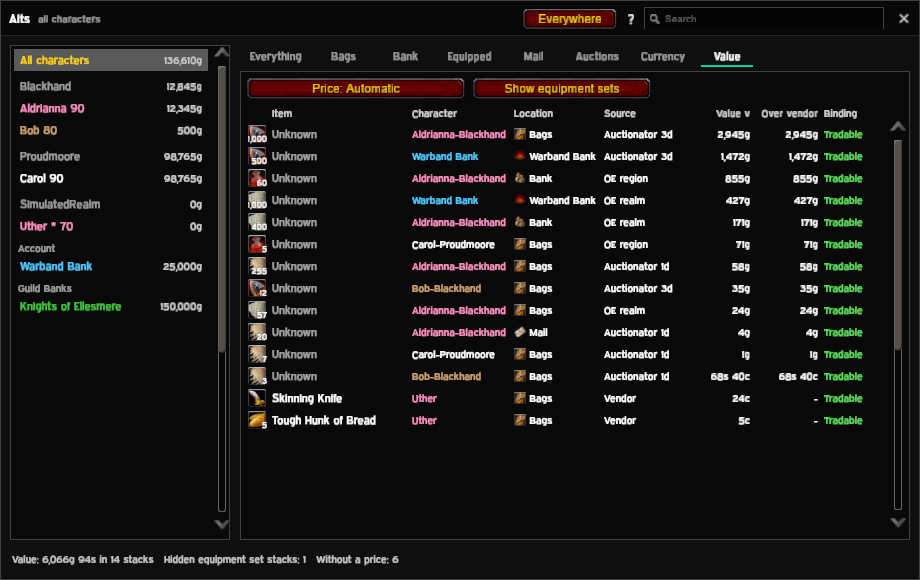 Alts all characters Everywhere ? Search
Everything Bags Bank Equipped Mail Auctions Currency Value
All characters 136,610g
Blackhand 12,845g
Aldrianna 90 12,345g
Bob 80 500g
Proudmoore 98,765g
Carol 90 98,765g
SimulatedRealm 0g
Uther * 70 0g
Account
Warband Bank 25,000g
Guild Banks
Knights of Ellesmere 150,000g
Price: Automatic Show equipment sets
Item Character Location Source Value v Over vendor Binding
1,000 Unknown Aldrianna-Blackhand Bags Auctionator 3d 2,945g 2,945g Tradable
500 Unknown Warband Bank Warband Bank Auctionator 3d 1,472g 1,472g Tradable
60 Unknown Aldrianna-Blackhand Bank OE region 855g 855g Tradable
1,000 Unknown Warband Bank Warband Bank OE realm 427g 427g Tradable
400 Unknown Aldrianna-Blackhand Bank OE realm 171g 171g Tradable
5 Unknown Carol-Proudmoore Bags OE region 71g 71g Tradable
255 Unknown Aldrianna-Blackhand Bags Auctionator 1d 58g 58g Tradable
12 Unknown Bob-Blackhand Bags Auctionator 3d 35g 35g Tradable
57 Unknown Aldrianna-Blackhand Bags OE realm 24g 24g Tradable
20 Unknown Aldrianna-Blackhand Mail Auctionator 1d 4g 4g Tradable
7 Unknown Carol-Proudmoore Bags Auctionator 1d 1g 1g Tradable
3 Unknown Bob-Blackhand Bags Auctionator 1d 68s 40c 68s 40c Tradable
Skinning Knife Uther Bags Vendor 24c - Tradable
5 Tough Hunk of Bread Uther Bags Vendor 5c - Tradable
Value: 6,066g 94s in 14 stacks Hidden equipment set stacks: 1 Without a price: 6